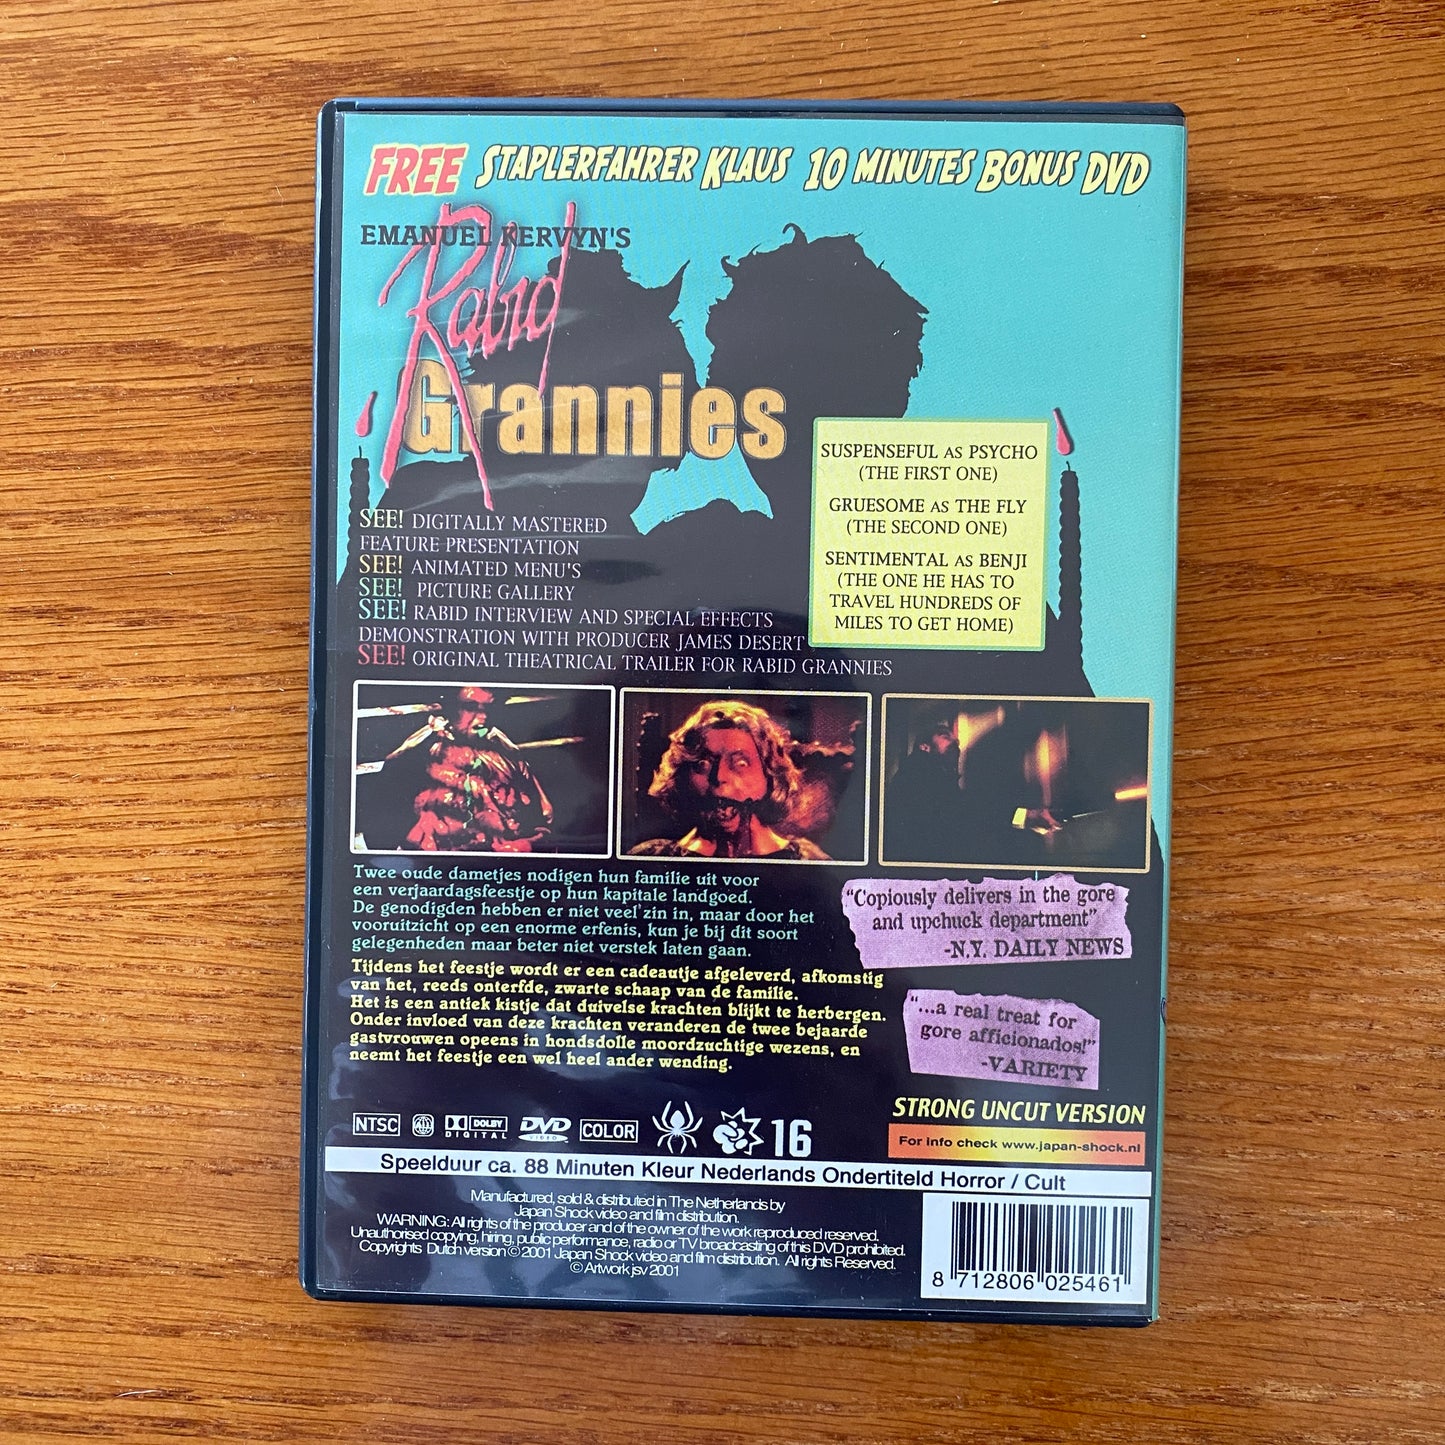 FREE STAPLERFAHRER KLAUS 10 MINUTES BONUS DVD
EMANUEL KERVYN'S
Rabid
Grannies
SUSPENSEFUL AS PSYCHO
(THE FIRST ONE)
GRUESOME AS THE FLY
(THE SECOND ONE)
SENTIMENTAL AS BENJI
(THE ONE HE HAS TO
TRAVEL HUNDREDS OF
MILES TO GET HOME)
SEE! DIGITALLY MASTERED
FEATURE PRESENTATION
SEE! ANIMATED MENU'S
SEE! PICTURE GALLERY
SEE! RABID INTERVIEW AND SPECIAL EFFECTS
DEMONSTRATION WITH PRODUCER JAMES DESERT
SEE! ORIGINAL THEATRICAL TRAILER FOR RABID GRANNIES
Twee oude dametjes nodigen hun familie uit voor
een verjaardagsfeestje op hun kapitale landgoed.
De genodigden hebben er niet veel zin in, maar door het
vooruitzicht op een enorme erfenis, kun je bij dit soort
gelegenheden maar beter niet verstek laten gaan.
Tijdens het feestje wordt er een cadeautje afgeleverd, afkomstig
van het, reeds onterfde, zwarte schaap van de familie.
Het is een antiek kistje dat duivelse krachten blijkt te herbergen.
Onder invloed van deze krachten veranderen de twee bejaarde
gastvrouwen opeens in hondsdolle moordzuchtige wezens, en
neemt het feestje een wel heel ander wending.
"Copiously delivers in the gore
and upchuck department"
-N.Y. DAILY NEWS
"...a real treat for
gore afficionados!"
-VARIETY
STRONG UNCUT VERSION
For info check www.japan-shock.nl
NTSC DOLBY DIGITAL DVD VIDEO COLOR 16
Speelduur ca. 88 Minuten Kleur Nederlands Ondertiteld Horror / Cult
Manufactured, sold & distributed in The Netherlands by
Japan Shock video and film distribution.
WARNING: All rights of the producer and of the owner of the work reproduced reserved.
Unauthorised copying, hiring, public performance, radio or TV broadcasting of this DVD prohibited.
Copyrights Dutch version © 2001 Japan Shock video and film distribution. All rights Reserved.
© Artwork jsv 2001
8 712806 025461